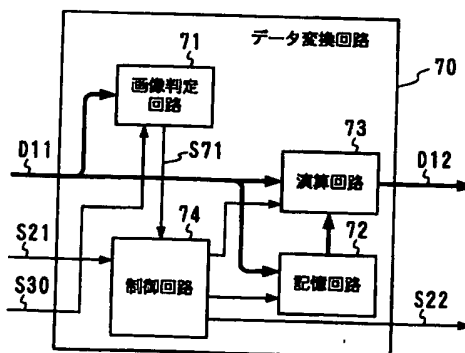 データ変換回路
70
71
画像判定
回路
D11
S71
73
演算回路
D12
S21
74
72
制御回路
記憶回路
S30
S22